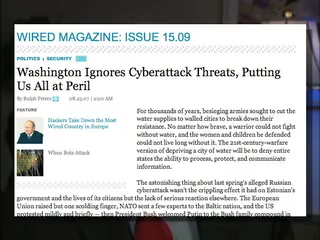 WIRED MAGAZINE: ISSUE 15.09
POLITICS : SECURITY
Washington Ignores Cyberattack Threats, Putting
Us All at Peril
By Ralph Peters 08.23.07 | 2:00 AM
FEATURE
Hackers Take Down the Most
Wired Country in Europe
When Bots Attack
For thousands of years, besieging armies sought to cut the
water supplies to walled cities to break down their
resistance. No matter how brave, a warrior could not fight
without water, and the women and children he defended
could not live without it. The 21st-century-warfare
version of depriving a city of water will be to deny entire
states the ability to process, protect, and communicate
information.
The astonishing thing about last spring's alleged Russian
cyberattack wasn't the crippling effect it had on Estonian's
government and the lives of its citizens but the lack of serious reaction elsewhere. The European
Union raised but one scolding finger, NATO sent a few experts to the Baltic nation, and the US
protested mildly and briefly – then President Bush welcomed Putin to the Bush family compound in